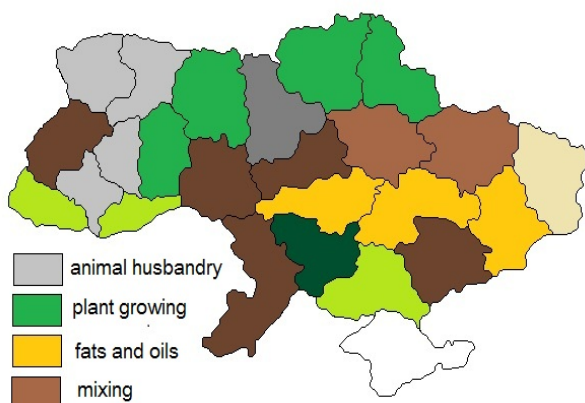 animal husbandry
plant growing
fats and oils
mixing